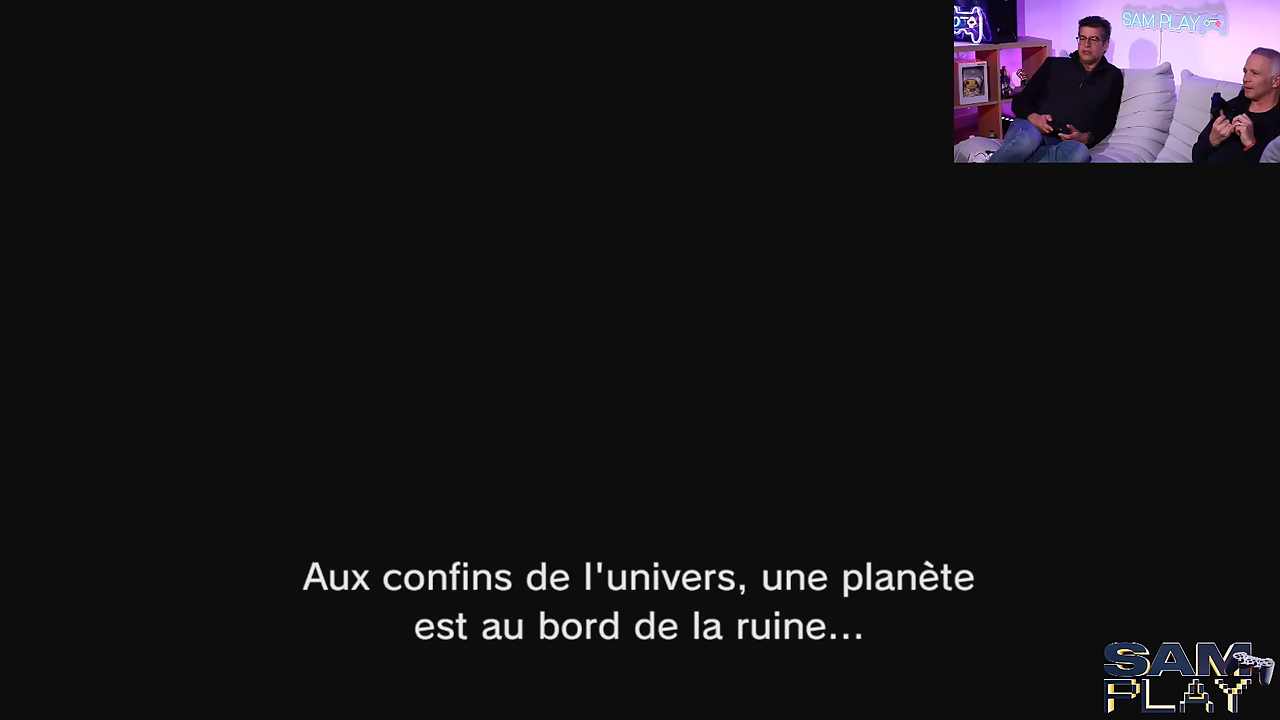 SAM PLAY
Aux confins de l'univers, une planète
est au bord de la ruine...
SAM
PLAY